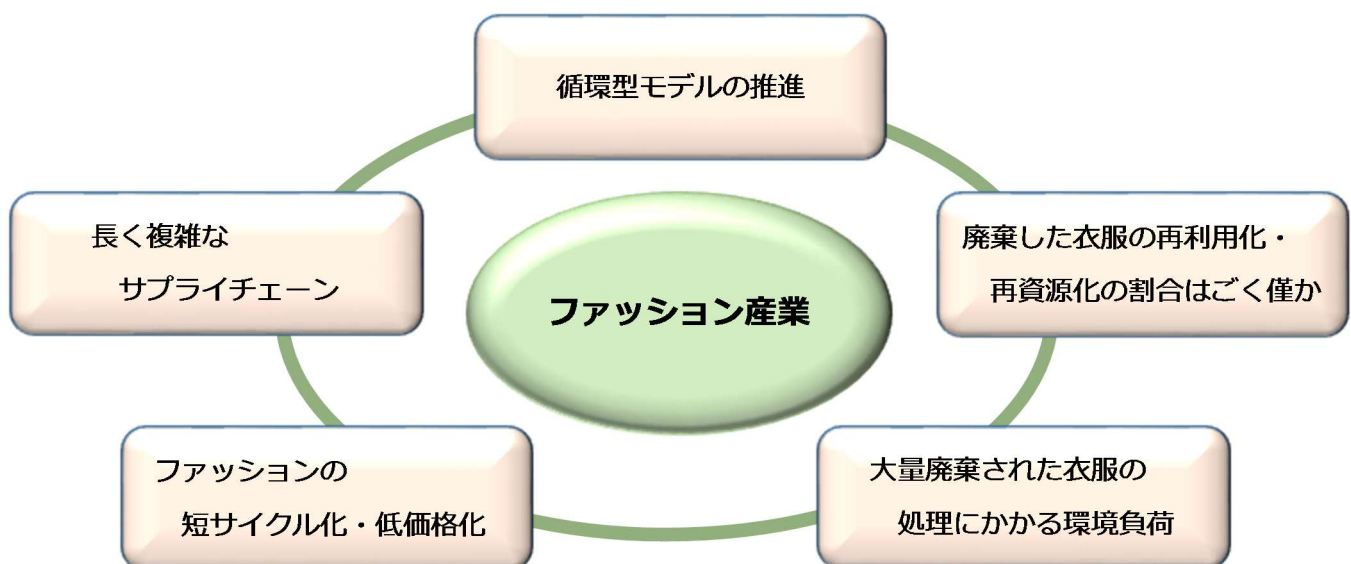 循環型モデルの推進
長く複雑な
サプライチェーン
廃棄した衣服の再利用化・
再資源化の割合はごく僅か
ファッション産業
ファッションの
短サイクル化・低価格化
大量廃棄された衣服の
処理にかかる環境負荷